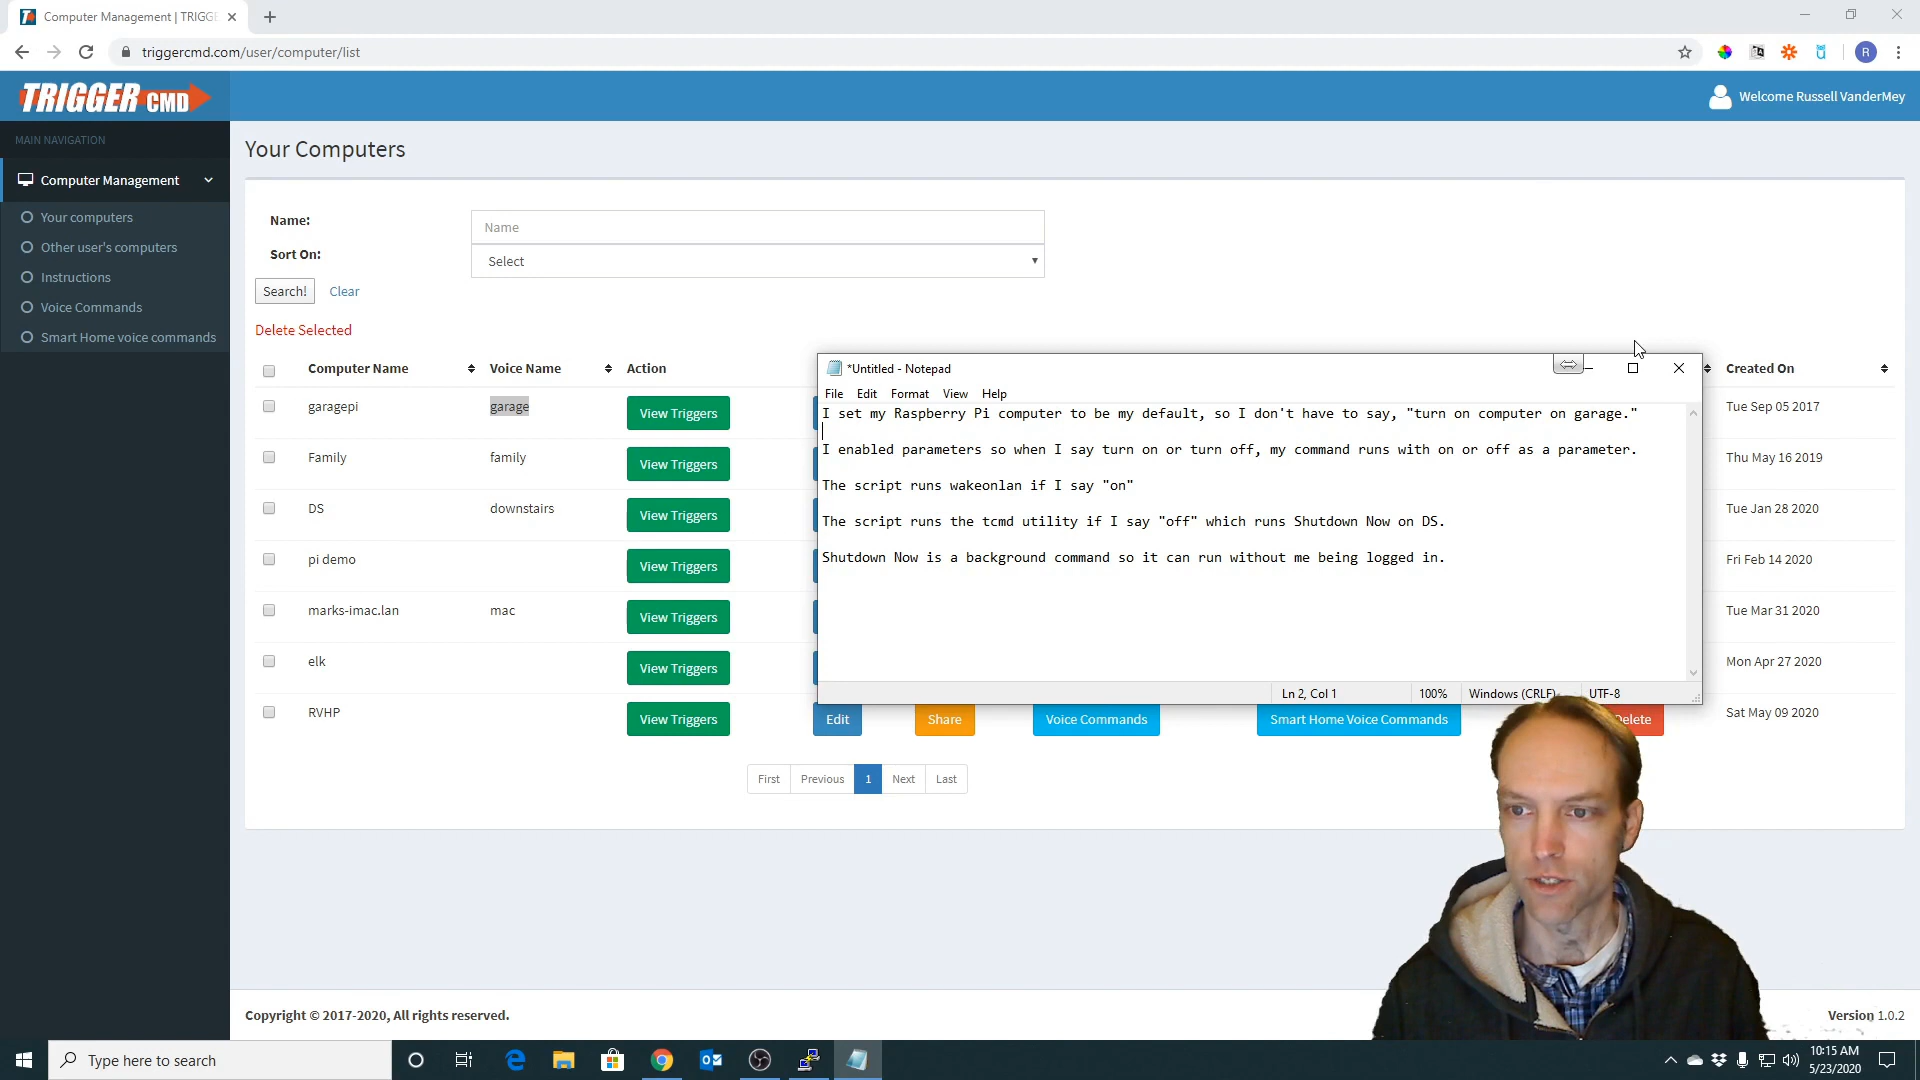 Computer Management | TRIGGE
triggercmd.com/user/computer/list
R
TRIGGER CMD
Welcome Russell VanderMey
MAIN NAVIGATION
Computer Management
Your computers
Other user's computers
Instructions
Voice Commands
Smart Home voice commands
Your Computers
Name:
Name
Sort On:
Select
Search!
Clear
Delete Selected
Computer Name
Voice Name
Action
Created On
garagepi
garage
View Triggers
Tue Sep 05 2017
Family
family
View Triggers
Thu May 16 2019
DS
downstairs
View Triggers
Tue Jan 28 2020
pi demo
View Triggers
Fri Feb 14 2020
marks-imac.lan
mac
View Triggers
Tue Mar 31 2020
elk
View Triggers
Mon Apr 27 2020
RVHP
View Triggers
Edit
Share
Voice Commands
Smart Home Voice Commands
Sat May 09 2020
*Untitled - Notepad
File Edit Format View Help
I set my Raspberry Pi computer to be my default, so I don't have to say, "turn on computer on garage."
I enabled parameters so when I say turn on or turn off, my command runs with on or off as a parameter.
The script runs wakeonlan if I say "on"
The script runs the tcmd utility if I say "off" which runs Shutdown Now on DS.
Shutdown Now is a background command so it can run without me being logged in.
Ln 2, Col 1
100%
Windows (CRLF)
UTF-8
First
Previous
1
Next
Last
Copyright © 2017-2020, All rights reserved.
Version 1.0.2
Type here to search
10:15 AM
5/23/2020